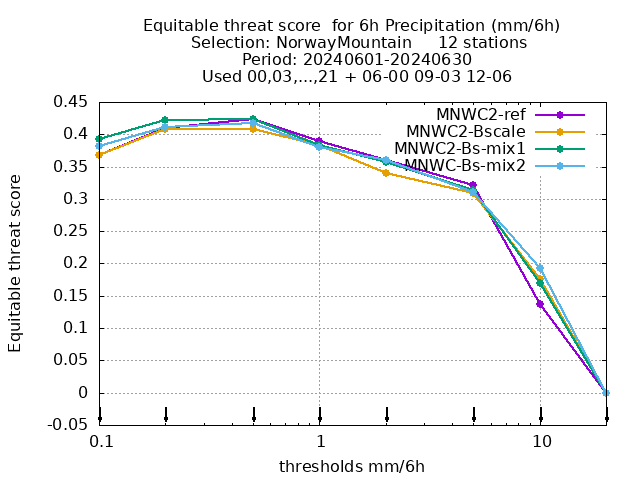 Equitable threat score  for 6h Precipitation (mm/6h)
Selection: NorwayMountain     12 stations
Period: 20240601-20240630
Used 00,03,...,21 + 06-00 09-03 12-06
MNWC2-ref
MNWC2-Bscale
MNWC2-Bs-mix1
MNWC-Bs-mix2
Equitable threat score
0.45
0.4
0.35
0.3
0.25
0.2
0.15
0.1
0.05
0
-0.05
0.1
1
10
thresholds mm/6h